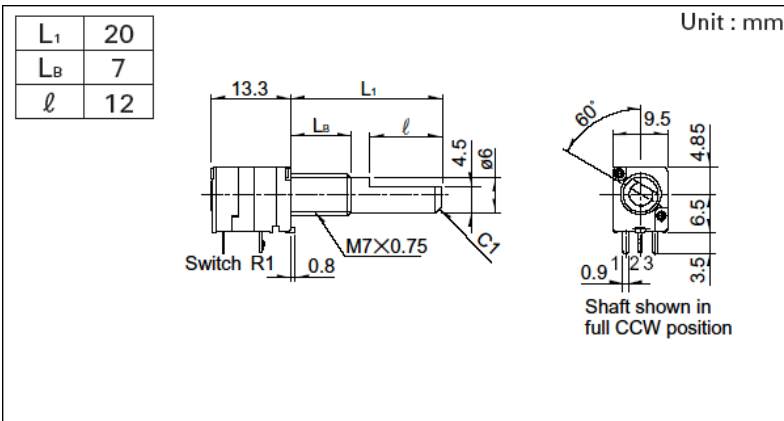 Unit : mm
L₁ 20
L_B 7
ℓ 12
13.3
L₁
L_B
ℓ
4.5
ø6
M7×0.75
C1
Switch R1
0.8
60°
9.5
4.85
6.5
3.5
1 2 3
0.9
Shaft shown in
full CCW position